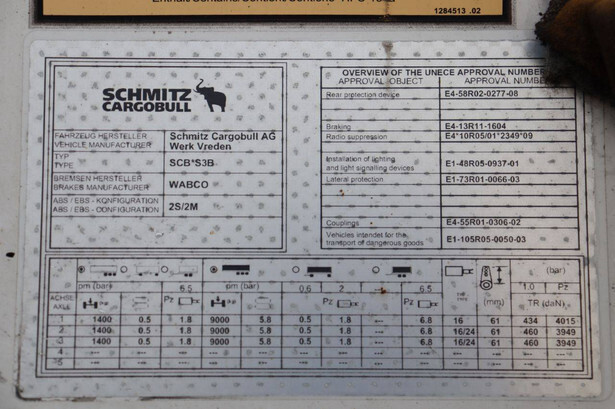 1284513 .02
SCHMITZ
CARGOBULL
FAHRZEUG HERSTELLER
VEHICLE MANUFACTURER
Schmitz Cargobull AG
Werk Vreden
TYP
TYPE
SCB*S3B
BREMSEN HERSTELLER
BRAKES MANUFACTURER
WABCO
ABS / EBS - KONFIGURATION
ABS / EBS - CONFIGURATION
2S/2M
OVERVIEW OF THE UNECE APPROVAL NUMBER
APPROVAL OBJECT APPROVAL NUMBER
Rear protection device E4-58R02-0277-08
Braking E4-13R11-1604
Radio suppression E4*10R05/01*2349*09
Installation of lighting
and light signalling devices E1-48R05-0937-01
Lateral protection E1-73R01-0066-03
Couplings E4-55R01-0306-02
Vehicles intendet for the
transport of dangerous goods E1-105R05-0050-03
pm (bar) 6.5 pm (bar) 0.6 2 6.5 (bar)
1.0 Pz
ACHSE
AXLE
Pz Pz Pz (mm) TR (daN)
1 1400 0.5 1.8 9000 5.8 0.5 1.8 --- 6.8 16 61 434 4015
2 1400 0.5 1.8 9000 5.8 0.5 1.8 --- 6.8 16/24 61 460 3949
3 1400 0.5 1.8 9000 5.8 0.5 1.8 --- 6.8 16/24 61 460 3949
4 --- --- --- --- --- --- --- --- --- --- --- --- ---
5 --- --- --- --- --- --- --- --- --- --- --- --- ---